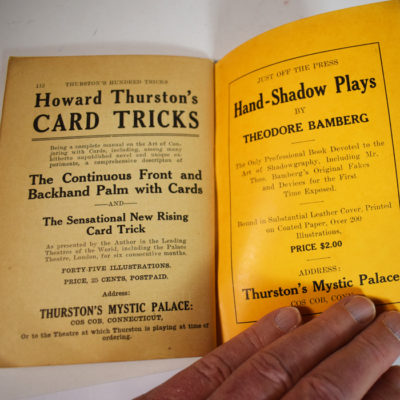 112 THURSTON'S HUNDRED TRICKS
Howard Thurston's
CARD TRICKS
Being a complete manual on the Art of Con-
juring with Cards, including, among many
hitherto unpublished novel and unique ex-
periments, a comprehensive description of
The Continuous Front and
Backhand Palm with Cards
—AND—
The Sensational New Rising
Card Trick
As presented by the Author in the Leading
Theatres of the World, including the Palace
Theatre, London, for six consecutive months.
FORTY-FIVE ILLUSTRATIONS.
PRICE, 25 CENTS, POSTPAID.
Address:
THURSTON'S MYSTIC PALACE:
COS COB, CONNECTICUT,
Or to the Theatre at which Thurston is playing at time of
ordering.
JUST OFF THE PRESS
Hand-Shadow Plays
BY
THEODORE BAMBERG
The Only Professional Book Devoted to the
Art of Shadowgraphy, Including Mr.
Theo. Bamberg's Original Fakes
and Devices for the First
Time Exposed.
Bound in Substantial Leather Cover, Printed
on Coated Paper, Over 200
Illustrations,
PRICE $2.00
ADDRESS:
Thurston's Mystic Palace
COS COB, CONN.